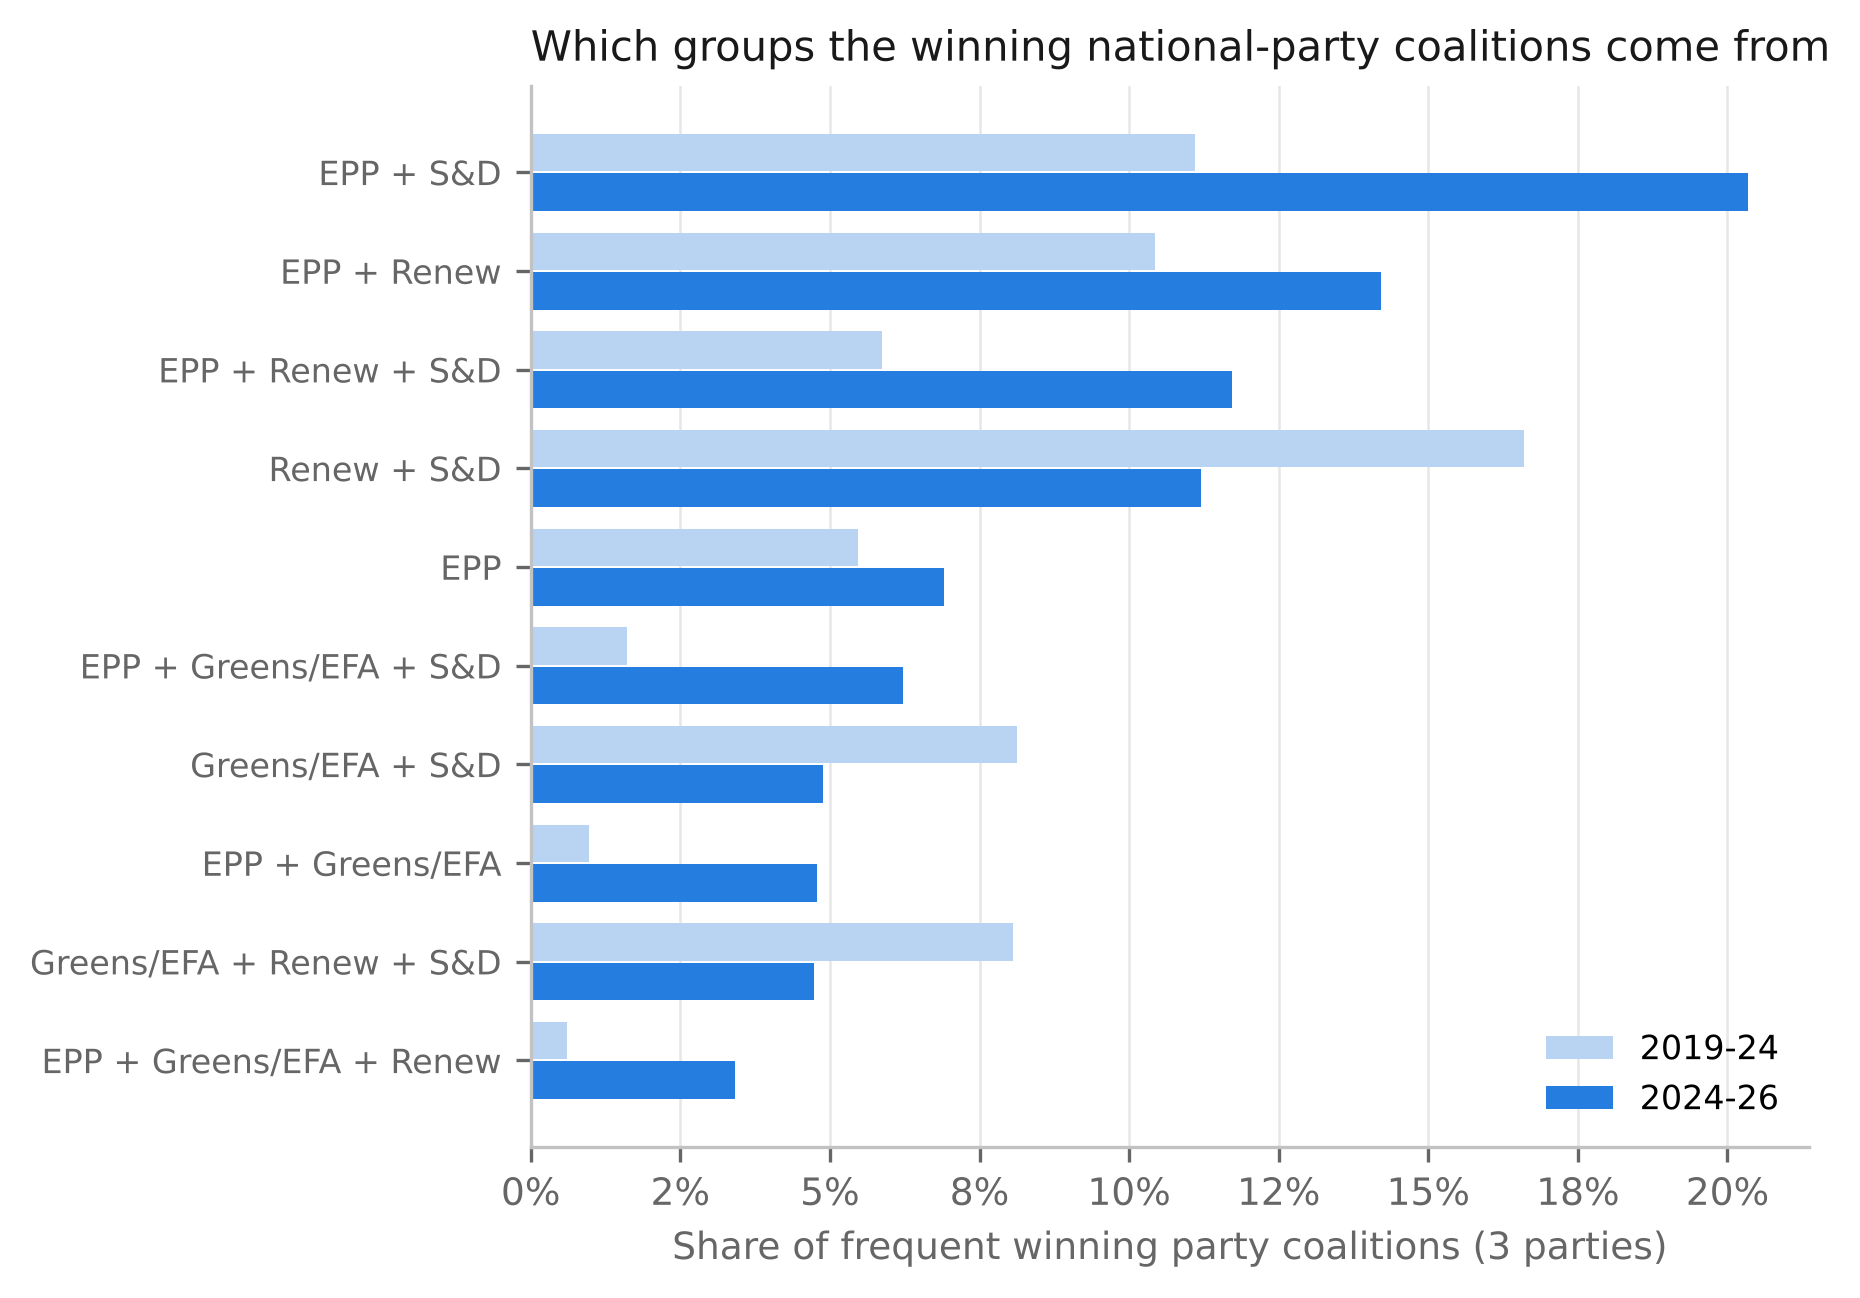 Which groups the winning national-party coalitions come from
EPP + S&D
EPP + Renew
EPP + Renew + S&D
Renew + S&D
EPP
EPP + Greens/EFA + S&D
Greens/EFA + S&D
EPP + Greens/EFA
Greens/EFA + Renew + S&D
EPP + Greens/EFA + Renew
2019-24
2024-26
0% 2% 5% 8% 10% 12% 15% 18% 20%
Share of frequent winning party coalitions (3 parties)